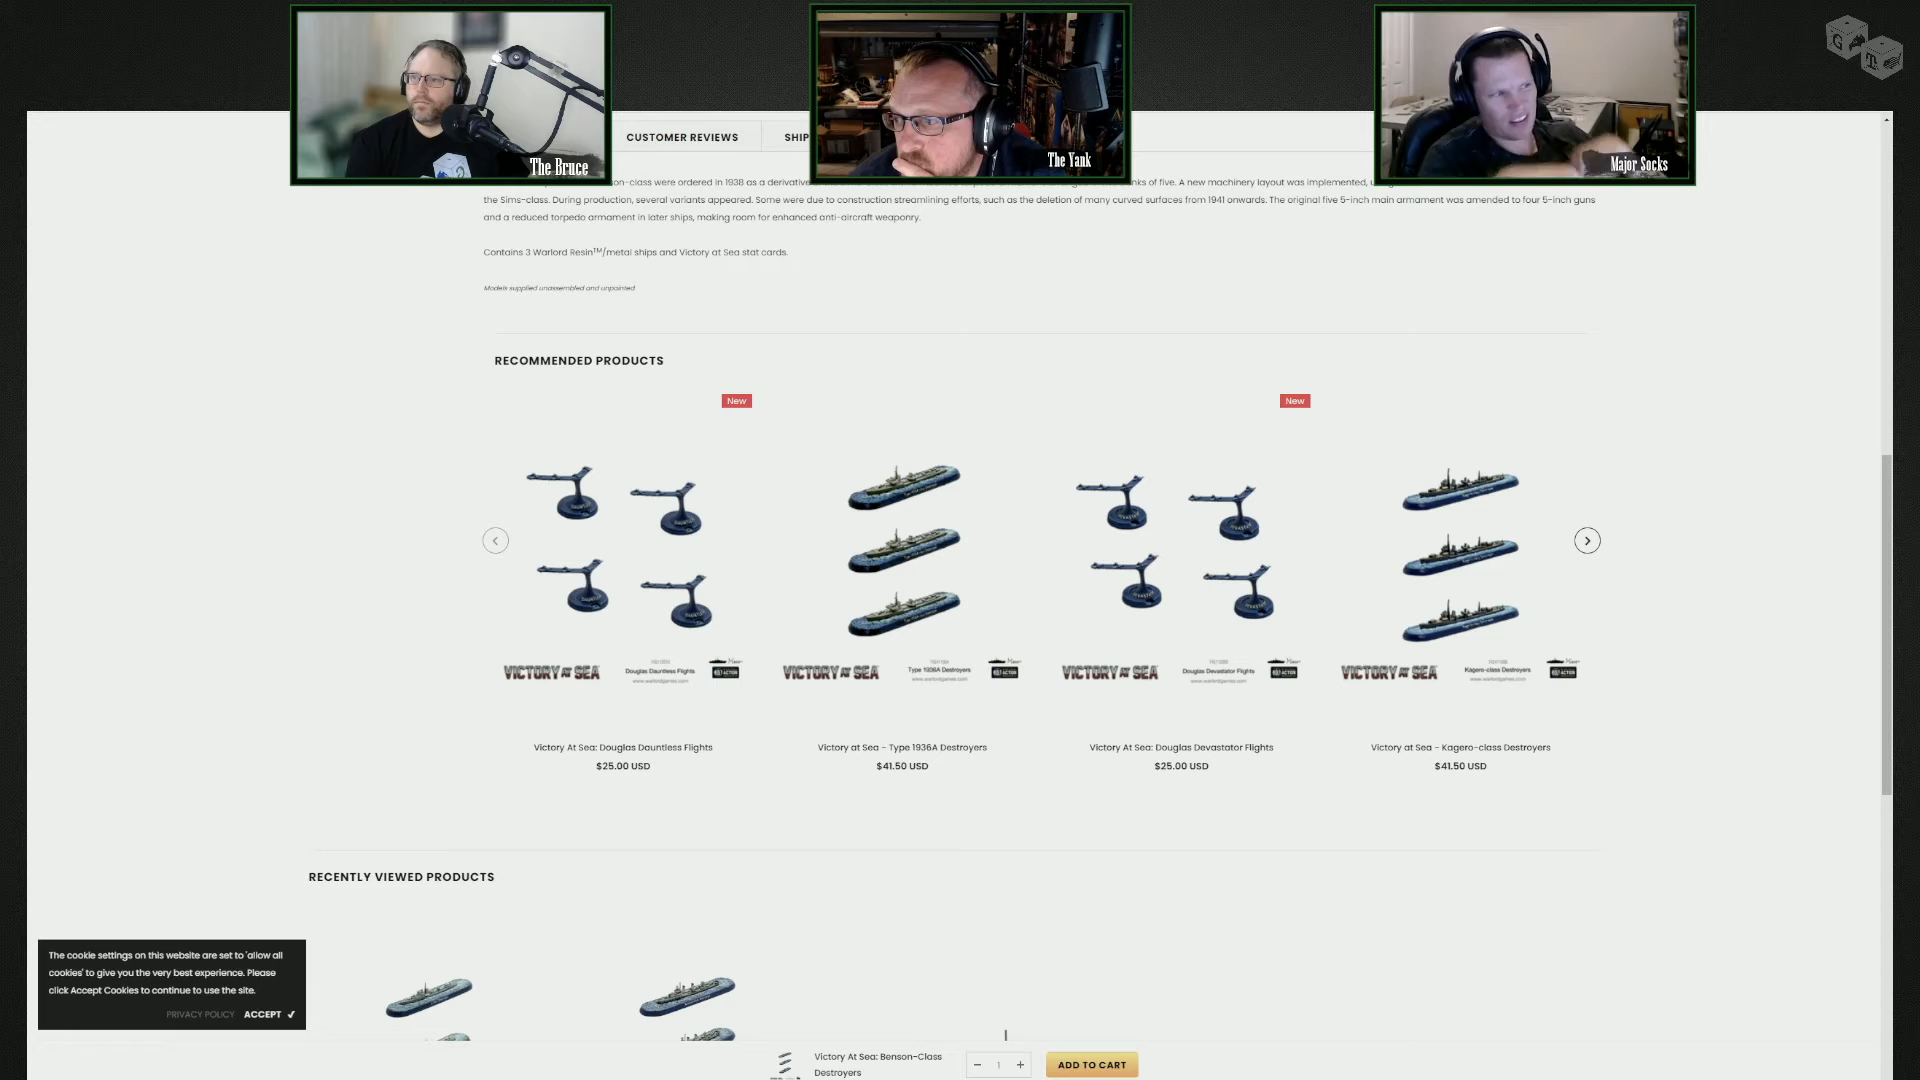 The Bruce
The Yank
Major Socks
G
T
CUSTOMER REVIEWS
SHIP
son-class were ordered in 1938 as a derivative
nks of five. A new machinery layout was implemented,
the Sims-class. During production, several variants appeared. Some were due to construction streamlining efforts, such as the deletion of many curved surfaces from 1941 onwards. The original five 5-inch main armament was amended to four 5-inch guns
and a reduced torpedo armament in later ships, making room for enhanced anti-aircraft weaponry.
Contains 3 Warlord Resin™/metal ships and Victory at Sea stat cards.
Models supplied unassembled and unpainted
RECOMMENDED PRODUCTS
New
New
VICTORY AT SEA
Douglas Dauntless Flights
www.warlordgames.com
VICTORY AT SEA
Type 1936A Destroyers
www.warlordgames.com
VICTORY AT SEA
Douglas Devastator Flights
www.warlordgames.com
VICTORY AT SEA
Kagero-class Destroyers
www.warlordgames.com
Victory At Sea: Douglas Dauntless Flights
$25.00 USD
Victory at Sea - Type 1936A Destroyers
$41.50 USD
Victory At Sea: Douglas Devastator Flights
$25.00 USD
Victory at Sea - Kagero-class Destroyers
$41.50 USD
RECENTLY VIEWED PRODUCTS
The cookie settings on this website are set to 'allow all
cookies' to give you the very best experience. Please
click Accept Cookies to continue to use the site.
PRIVACY POLICY ACCEPT ✔
Victory At Sea: Benson-Class
Destroyers
− 1 +
ADD TO CART